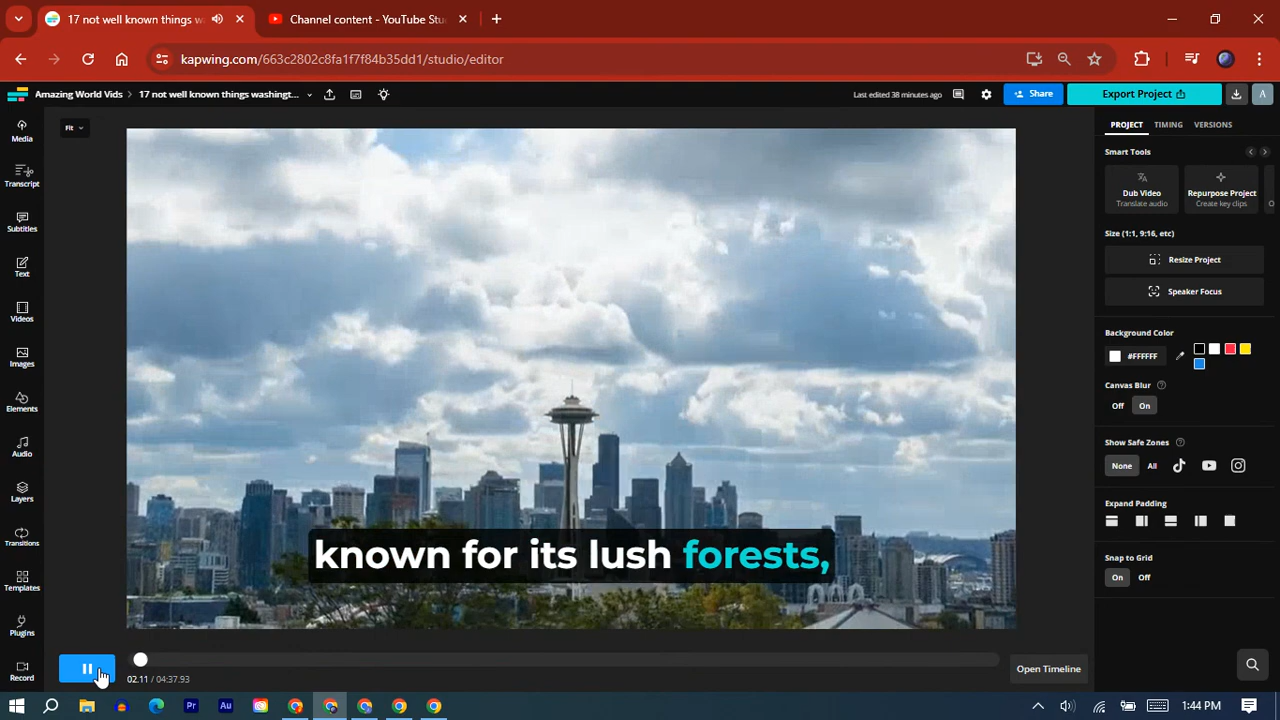 17 not well known things w
Channel content - YouTube Stu
kapwing.com/663c2802c8fa1f7f84b35dd1/studio/editor
Amazing World Vids > 17 not well known things washingt...
Last edited 38 minutes ago
Share
Export Project
A
Media
Transcript
Subtitles
Text
Videos
Images
Elements
Audio
Layers
Transitions
Templates
Plugins
Record
Fit
known for its lush forests,
02.11 / 04:37.93
Open Timeline
PROJECT
TIMING
VERSIONS
Smart Tools
Dub Video
Translate audio
Repurpose Project
Create key clips
Size (1:1, 9:16, etc)
Resize Project
Speaker Focus
Background Color
#FFFFFF
Canvas Blur
Off
On
Show Safe Zones
None
All
Expand Padding
Snap to Grid
On
Off
Pr
Au
1:44 PM